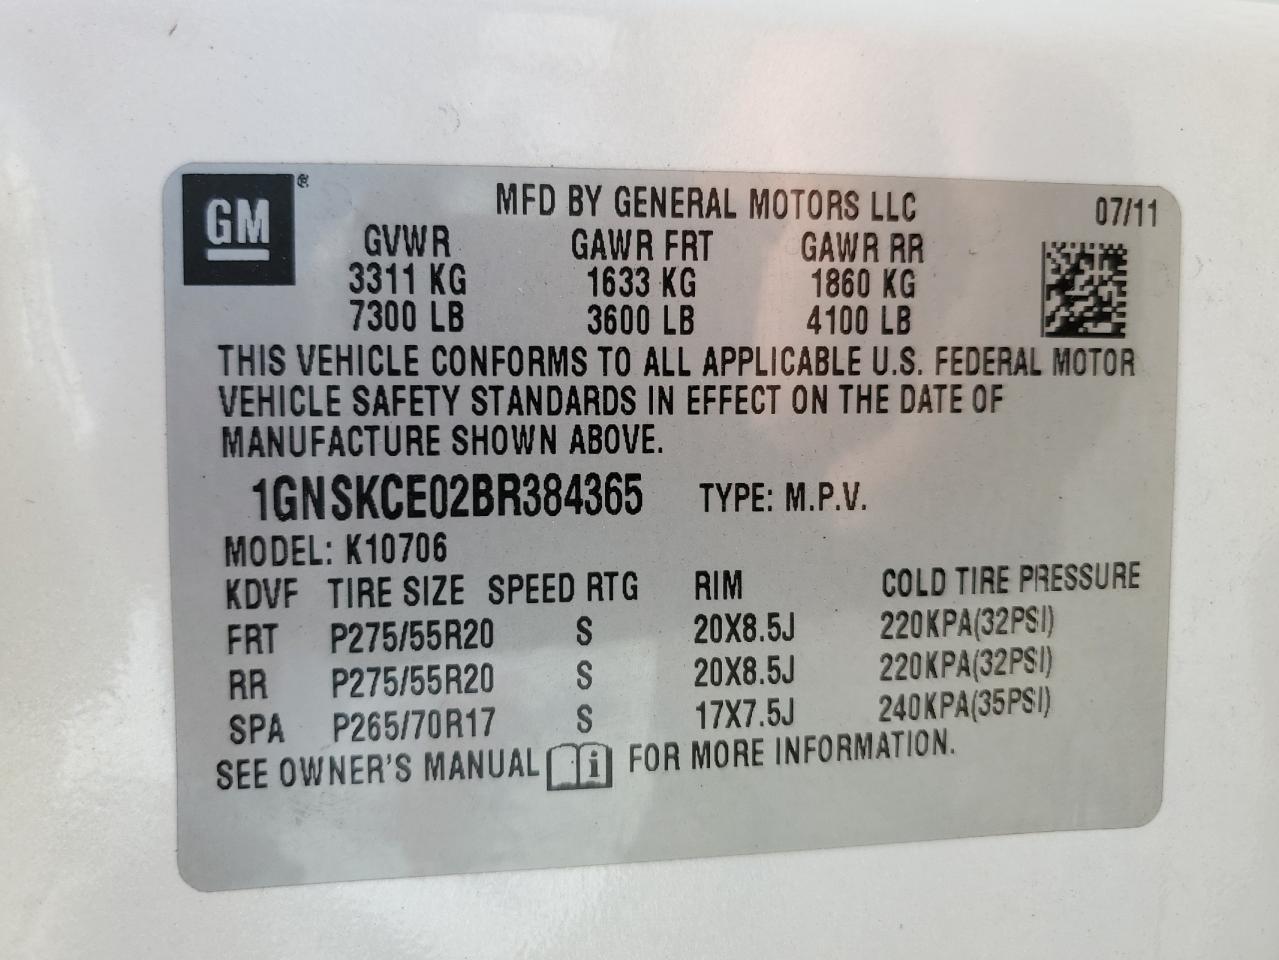 GM® MFD BY GENERAL MOTORS LLC 07/11
GVWR GAWR FRT GAWR RR
3311 KG 1633 KG 1860 KG
7300 LB 3600 LB 4100 LB
THIS VEHICLE CONFORMS TO ALL APPLICABLE U.S. FEDERAL MOTOR
VEHICLE SAFETY STANDARDS IN EFFECT ON THE DATE OF
MANUFACTURE SHOWN ABOVE.
1GNSKCE02BR384365 TYPE: M.P.V.
MODEL: K10706
KDVF TIRE SIZE SPEED RTG RIM COLD TIRE PRESSURE
FRT P275/55R20 S 20X8.5J 220KPA(32PSI)
RR P275/55R20 S 20X8.5J 220KPA(32PSI)
SPA P265/70R17 S 17X7.5J 240KPA(35PSI)
SEE OWNER'S MANUAL i FOR MORE INFORMATION.